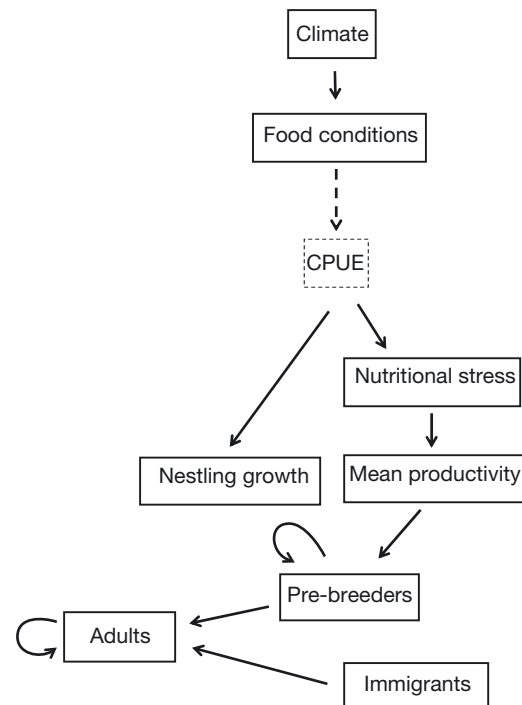 Climate
Food conditions
CPUE
Nutritional stress
Nestling growth
Mean productivity
Pre-breeders
Adults
Immigrants